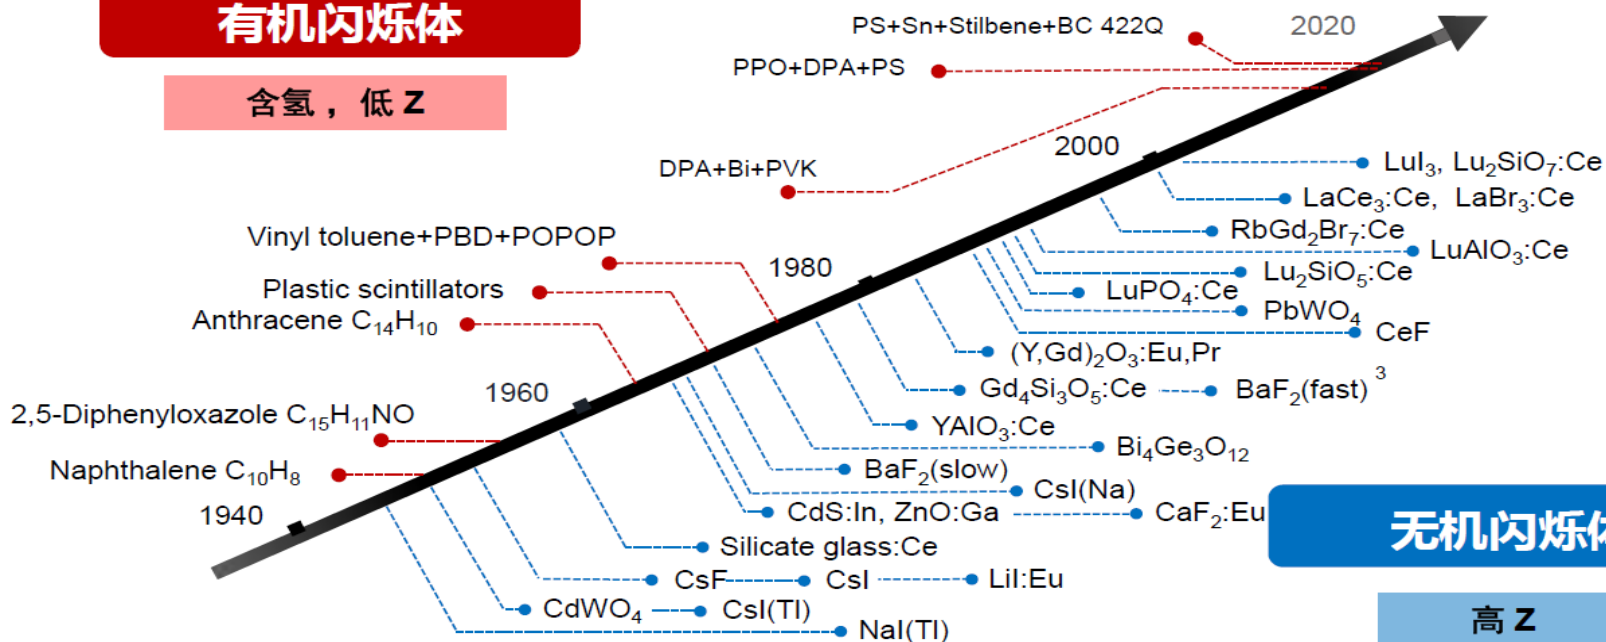 有机闪烁体
含氢，低 Z
PS+Sn+Stilbene+BC 422Q
2020
PPO+DPA+PS
2000
DPA+Bi+PVK
LuI₃, Lu₂SiO₇:Ce
LaCe₃:Ce, LaBr₃:Ce
RbGd₂Br₇:Ce
Vinyl toluene+PBD+POPOP
LuAlO₃:Ce
1980
Lu₂SiO₅:Ce
Plastic scintillators
LuPO₄:Ce
PbWO₄
Anthracene C₁₄H₁₀
CeF
3
(Y,Gd)₂O₃:Eu,Pr
1960
Gd₄Si₃O₅:Ce
BaF₂(fast)
2,5-Diphenyloxazole C₁₅H₁₁NO
YAlO₃:Ce
Bi₄Ge₃O₁₂
Naphthalene C₁₀H₈
BaF₂(slow)
CsI(Na)
1940
CdS:In, ZnO:Ga
CaF₂:Eu
无机闪烁
Silicate glass:Ce
CsF
CsI
LiI:Eu
CdWO₄
CsI(Tl)
高 Z
NaI(Tl)